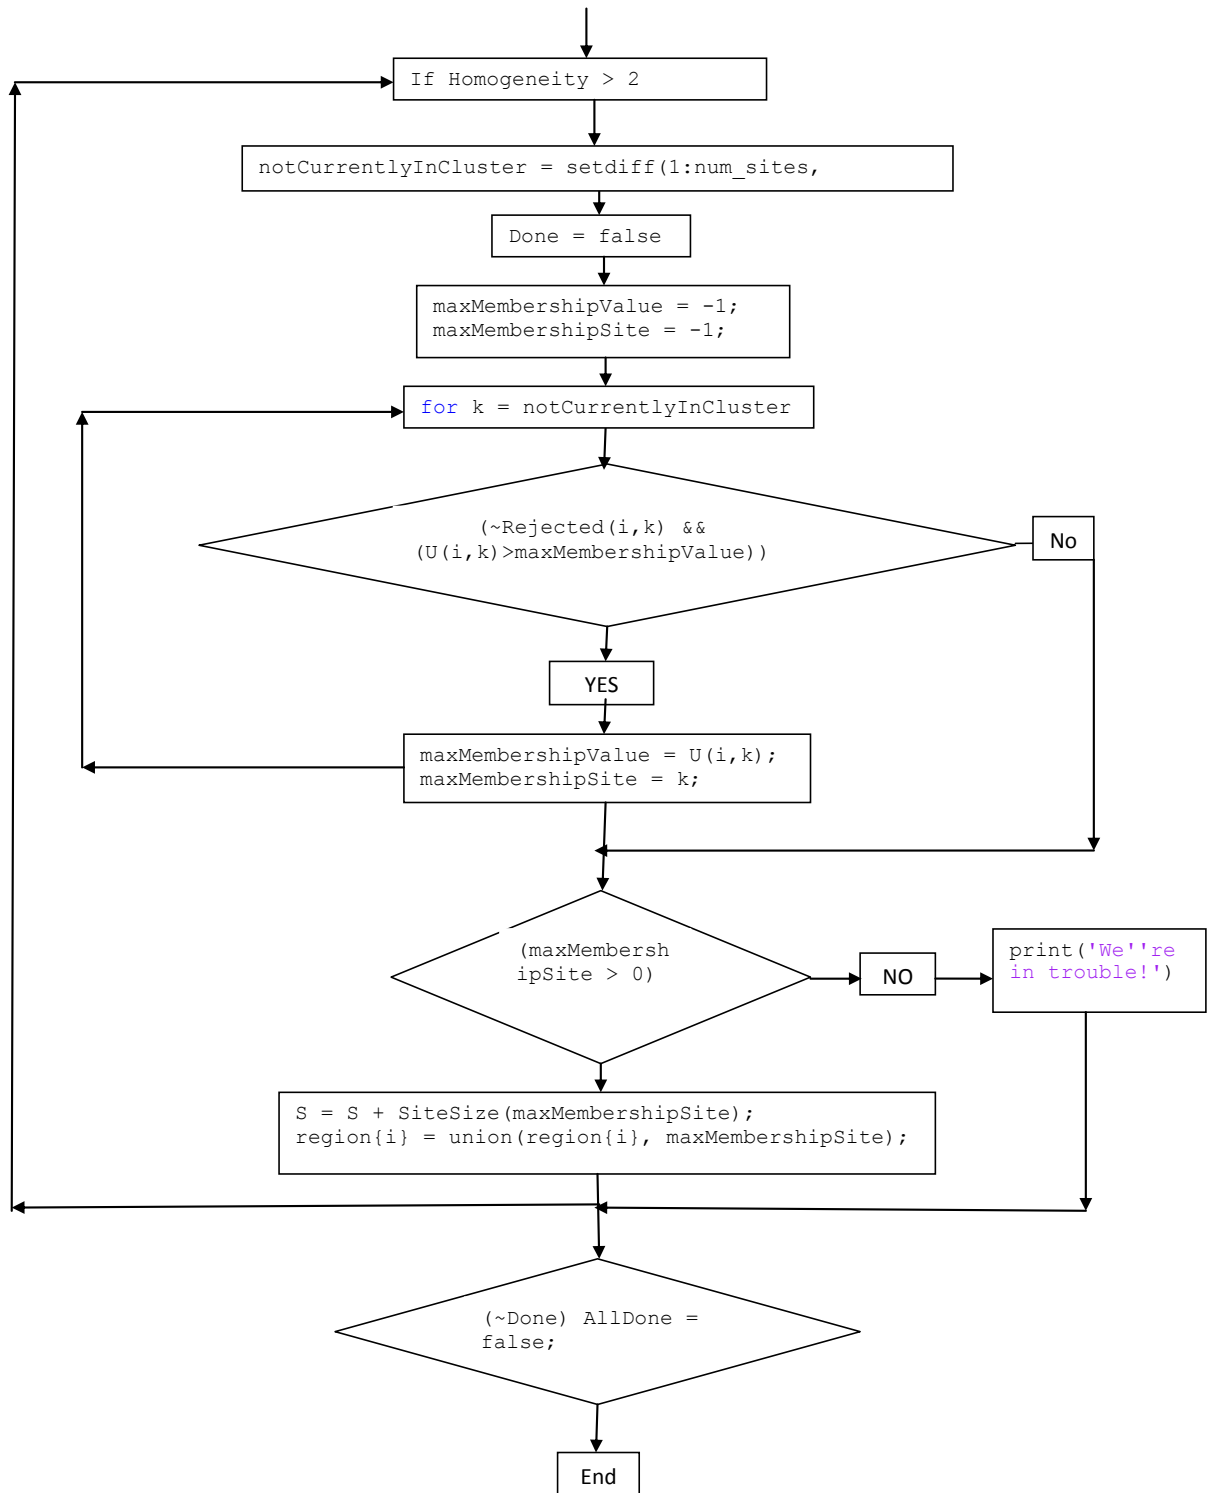 If Homogeneity > 2
notCurrentlyInCluster = setdiff(1:num_sites,
Done = false
maxMembershipValue = -1;
maxMembershipSite = -1;
for k = notCurrentlyInCluster
(~Rejected(i,k) &&
(U(i,k)>maxMembershipValue))
No
YES
maxMembershipValue = U(i,k);
maxMembershipSite = k;
(maxMembersh
ipSite > 0)
NO
print('We''re
in trouble!')
S = S + SiteSize(maxMembershipSite);
region{i} = union(region{i}, maxMembershipSite);
(~Done) AllDone =
false;
End